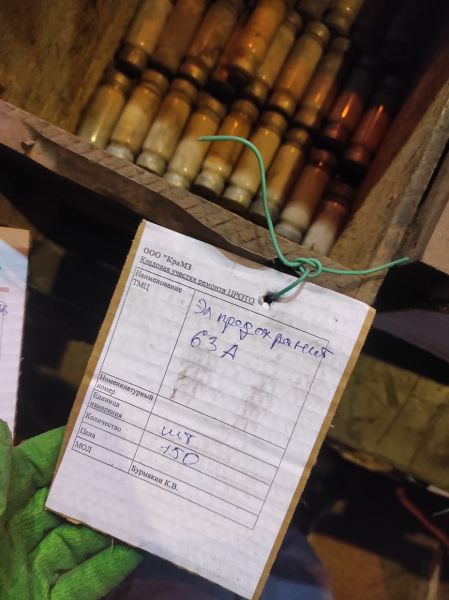 ООО "КраМЗ
Кладовая участка ремонта ЦРОТО
Наименование
ТМЦ
Эл предохранит
63 А
Номенклатурный
номер
Единица
измерения
шт
Количество
150
Цена
МОЛ
Бурмакин К.В.